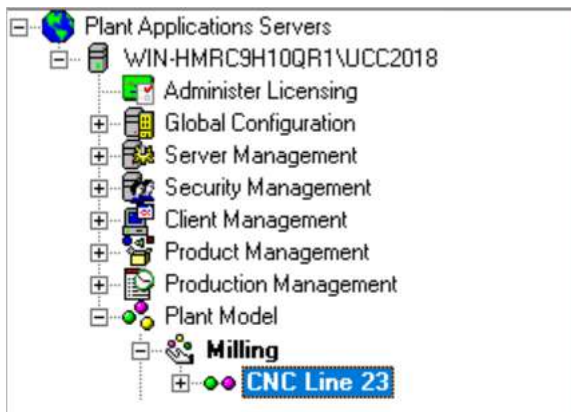 Plant Applications Servers
WIN-HMRC9H10QR1\UCC2018
Administer Licensing
Global Configuration
Server Management
Security Management
Client Management
Product Management
Production Management
Plant Model
Milling
CNC Line 23